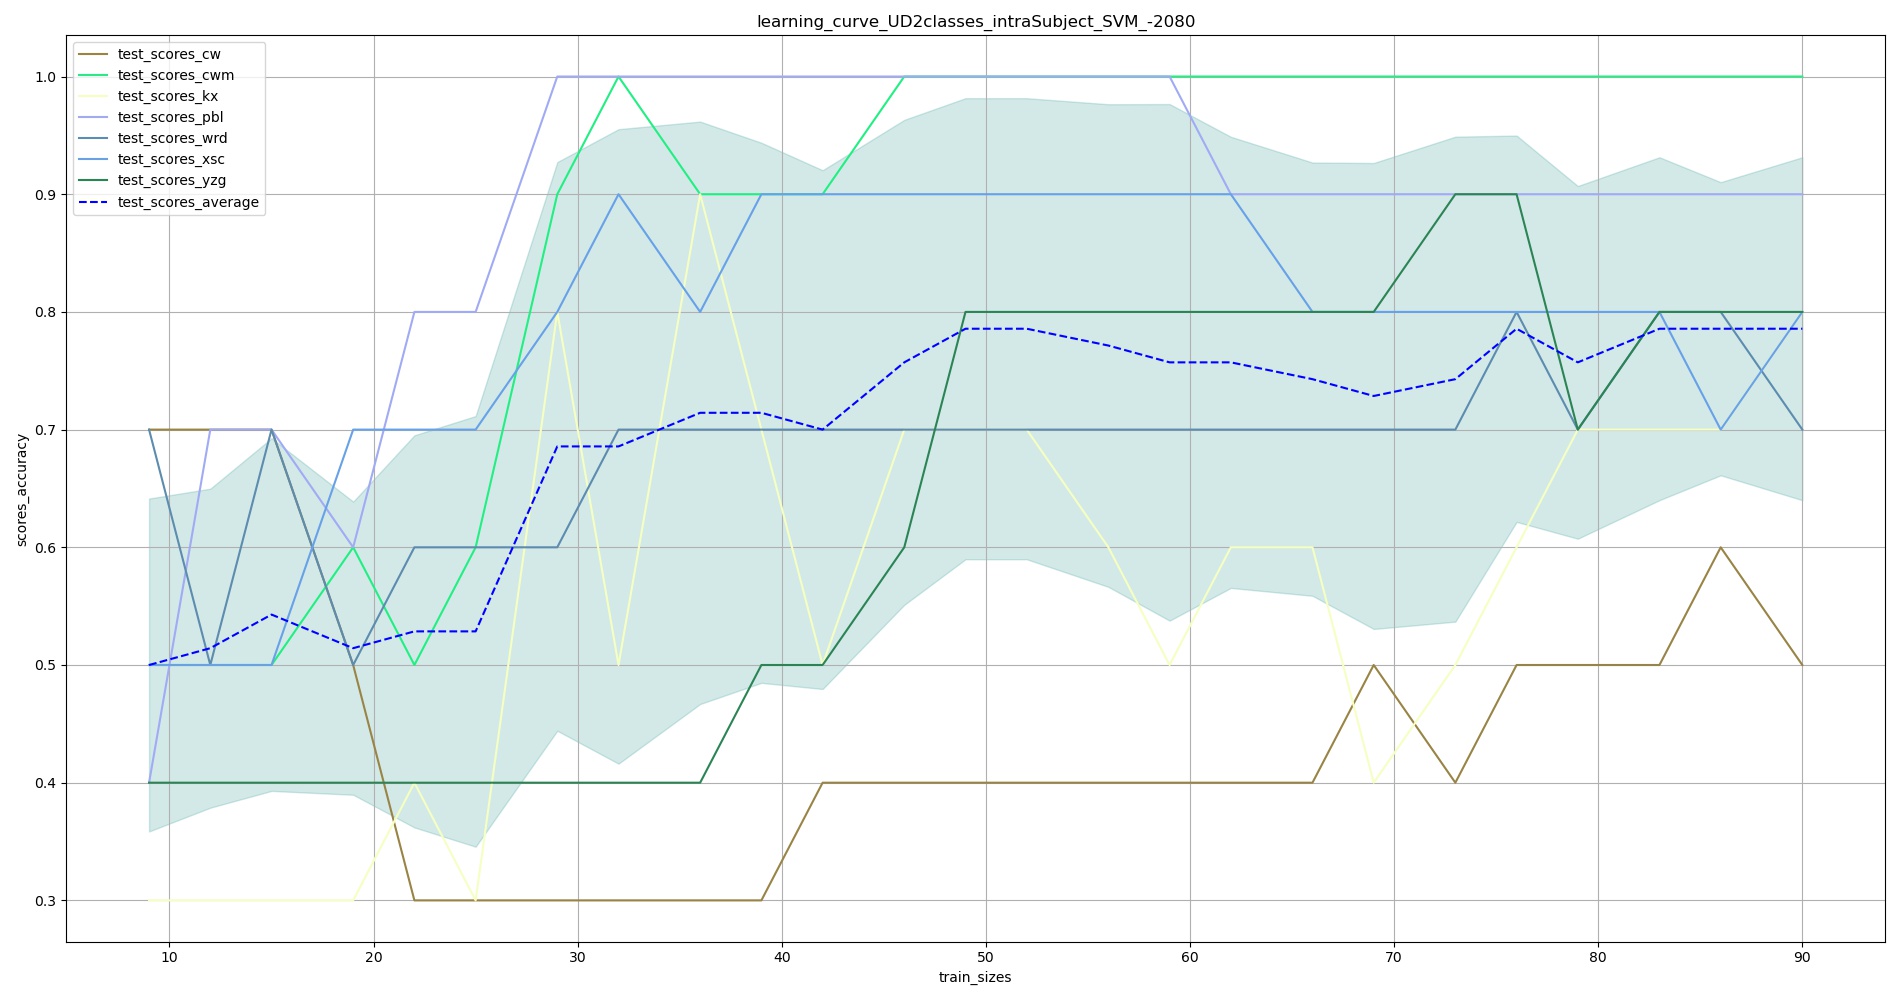 learning_curve_UD2classes_intraSubject_SVM_-2080
test_scores_cw
test_scores_cwm
test_scores_kx
test_scores_pbl
test_scores_wrd
test_scores_xsc
test_scores_yzg
test_scores_average
scores_accuracy
1.0
0.9
0.8
0.7
0.6
0.5
0.4
0.3
10 20 30 40 50 60 70 80 90
train_sizes